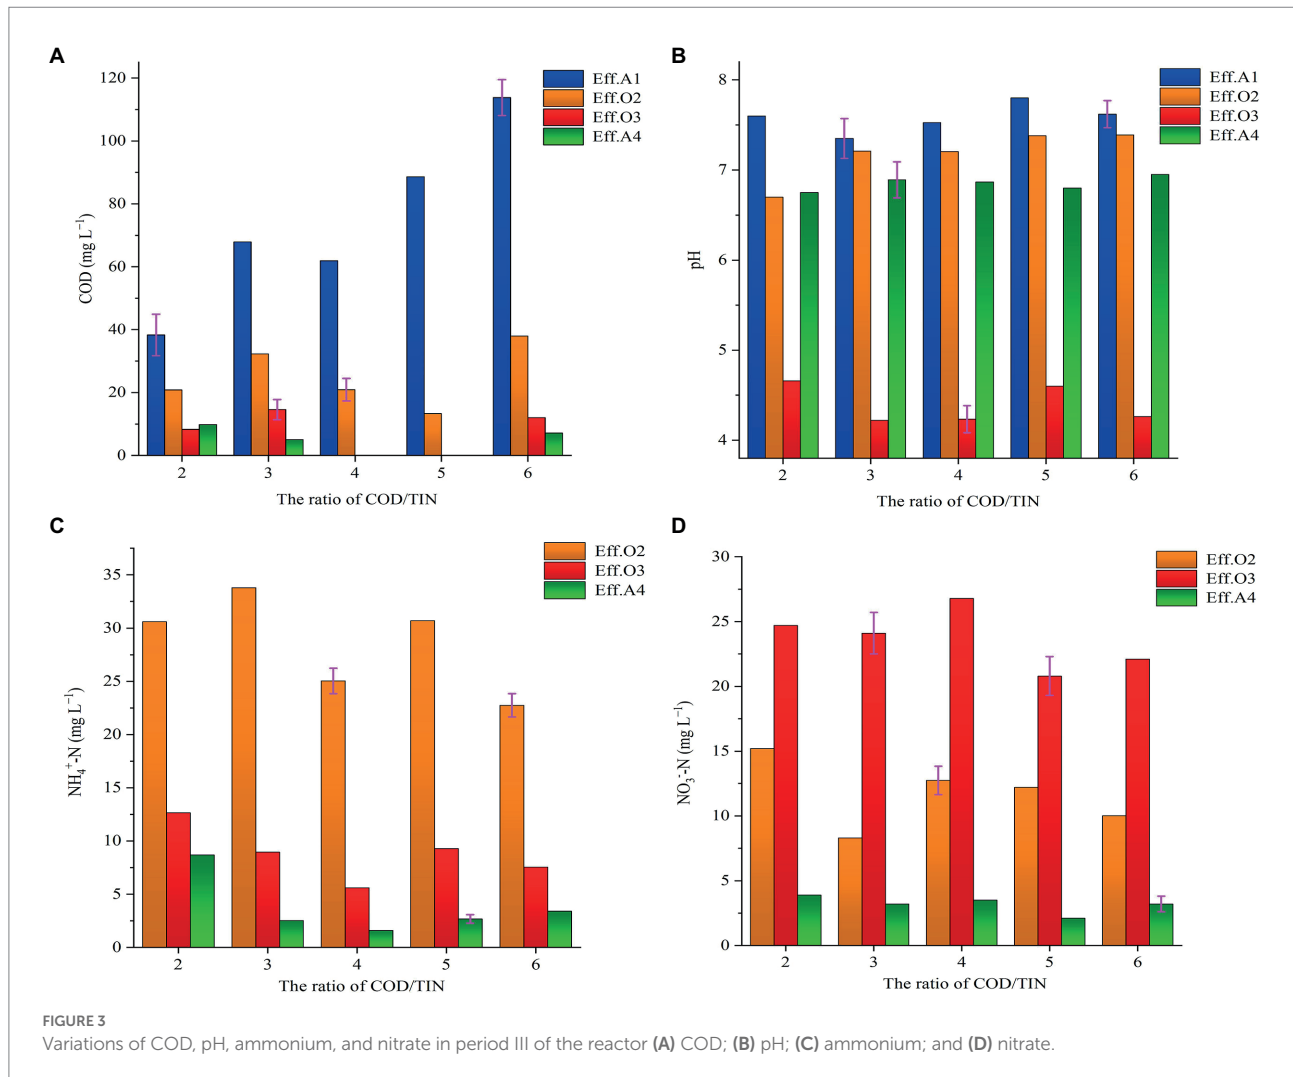 A
Eff.A1
Eff.O2
Eff.O3
Eff.A4
120
100
80
60
40
20
0
COD (mg L⁻¹)
2 3 4 5 6
The ratio of COD/TIN
B
Eff.A1
Eff.O2
Eff.O3
Eff.A4
8
7
6
5
4
pH
2 3 4 5 6
The ratio of COD/TIN
C
Eff.O2
Eff.O3
Eff.A4
35
30
25
20
15
10
5
0
NH₄⁺-N (mg L⁻¹)
2 3 4 5 6
The ratio of COD/TIN
D
Eff.O2
Eff.O3
Eff.A4
30
25
20
15
10
5
0
NO₃⁻-N (mg L⁻¹)
2 3 4 5 6
The ratio of COD/TIN
FIGURE 3
Variations of COD, pH, ammonium, and nitrate in period III of the reactor (A) COD; (B) pH; (C) ammonium; and (D) nitrate.